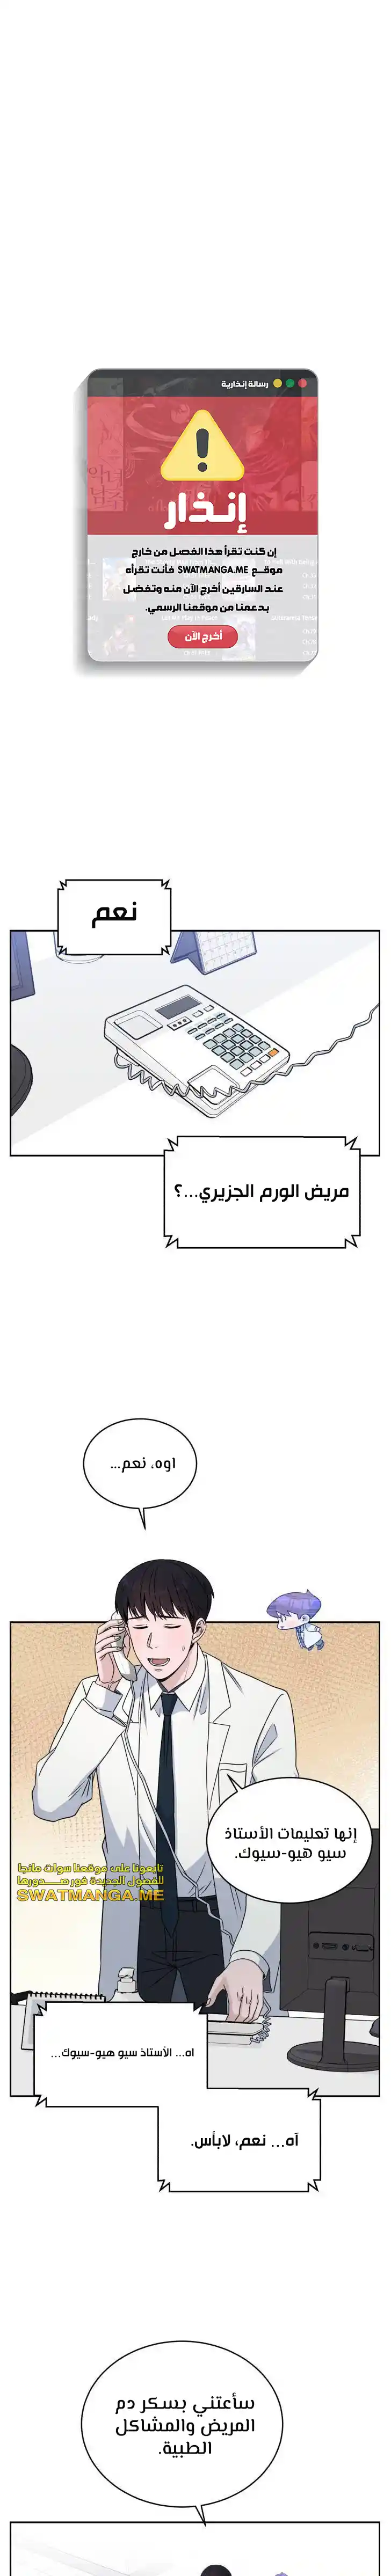 رسالة إنذارية
إنذار
إن كنت تقرأ هذا الفصل من خارج
موقع SWATMANGA.ME فأنت تقرأه
عند السارقين أخرج الآن منه وتفضل
بدعمنا من موقعنا الرسمي.
أخرج الآن
نعم
مريض الورم الجزيري...؟
اوه، نعم...
إنها تعليمات الأستاذ
سيو هيو-سيوك.
تابعونا على موقعنا سوات مانجا
للفصول الجديدة فور صدورها
SWATMANGA.ME
اه... الأستاذ سيو هيو-سيوك...
آه... نعم، لابأس.
سأعتني بسكر دم
المريض والمشاكل
الطبية.